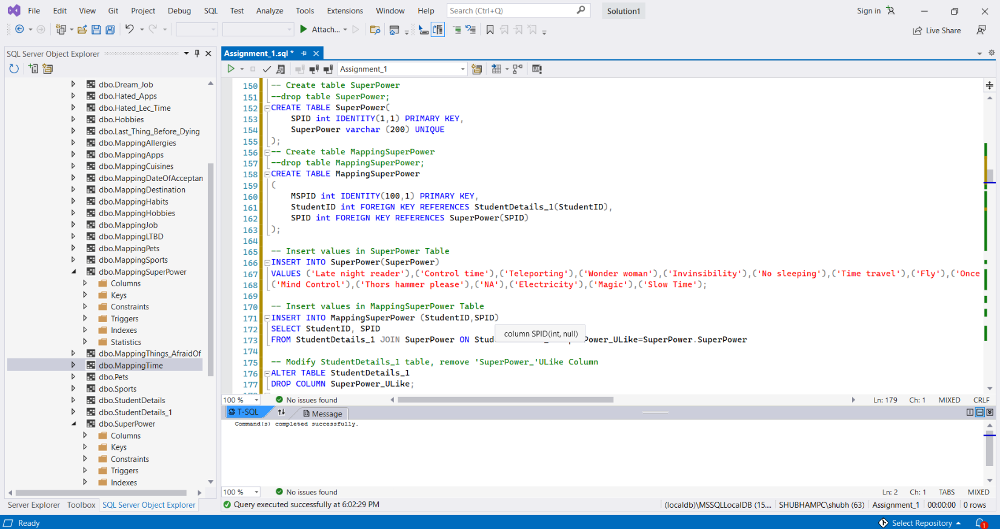 File Edit View Git Project Debug SQL Test Analyze Tools Extensions Window Help Search (Ctrl+Q) Solution1 Sign in
Attach... Live Share
SQL Server Object Explorer
dbo.Dream_Job
dbo.Hated_Apps
dbo.Hated_Lec_Time
dbo.Hobbies
dbo.Last_Thing_Before_Dying
dbo.MappingAllergies
dbo.MappingApps
dbo.MappingCuisines
dbo.MappingDateOfAcceptan
dbo.MappingDestination
dbo.MappingHabits
dbo.MappingHobbies
dbo.MappingJob
dbo.MappingLTBD
dbo.MappingPets
dbo.MappingSports
dbo.MappingSuperPower
Columns
Keys
Constraints
Triggers
Indexes
Statistics
dbo.MappingThings_AfraidOf
dbo.MappingTime
dbo.Pets
dbo.Sports
dbo.StudentDetails
dbo.StudentDetails_1
dbo.SuperPower
Columns
Keys
Constraints
Triggers
Indexes
Server Explorer Toolbox SQL Server Object Explorer
Assignment_1.sql *
Assignment_1
150 -- Create table SuperPower
151 --drop table SuperPower;
152 CREATE TABLE SuperPower(
153 SPID int IDENTITY(1,1) PRIMARY KEY,
154 SuperPower varchar (200) UNIQUE
155 );
156 -- Create table MappingSuperPower
157 --drop table MappingSuperPower;
158 CREATE TABLE MappingSuperPower
159 (
160 MSPID int IDENTITY(100,1) PRIMARY KEY,
161 StudentID int FOREIGN KEY REFERENCES StudentDetails_1(StudentID),
162 SPID int FOREIGN KEY REFERENCES SuperPower(SPID)
163 );
164
165 -- Insert values in SuperPower Table
166 INSERT INTO SuperPower(SuperPower)
167 VALUES ('Late night reader'),('Control time'),('Teleporting'),('Wonder woman'),('Invinsibility'),('No sleeping'),('Time travel'),('Fly'),('Once
168 ('Mind Control'),('Thors hammer please'),('NA'),('Electricity'),('Magic'),('Slow Time');
169
170 -- Insert values in MappingSuperPower Table
171 INSERT INTO MappingSuperPower (StudentID,SPID)
172 SELECT StudentID, SPID
column SPID(int, null)
173 FROM StudentDetails_1 JOIN SuperPower ON Stud Power_ULike=SuperPower.SuperPower
174
175 -- Modify StudentDetails_1 table, remove 'SuperPower_'ULike Column
176 ALTER TABLE StudentDetails_1
177 DROP COLUMN SuperPower_ULike;
100 % No issues found Ln: 179 Ch: 1 MIXED CRLF
T-SQL Message
Command(s) completed successfully.
100 % No issues found Ln: 2 Ch: 1 TABS MIXED
Query executed successfully at 6:02:29 PM (localdb)\MSSQLLocalDB (15.... SHUBHAMPC\shubh (63) Assignment_1 00:00:00 0 rows
Ready Select Repository 1